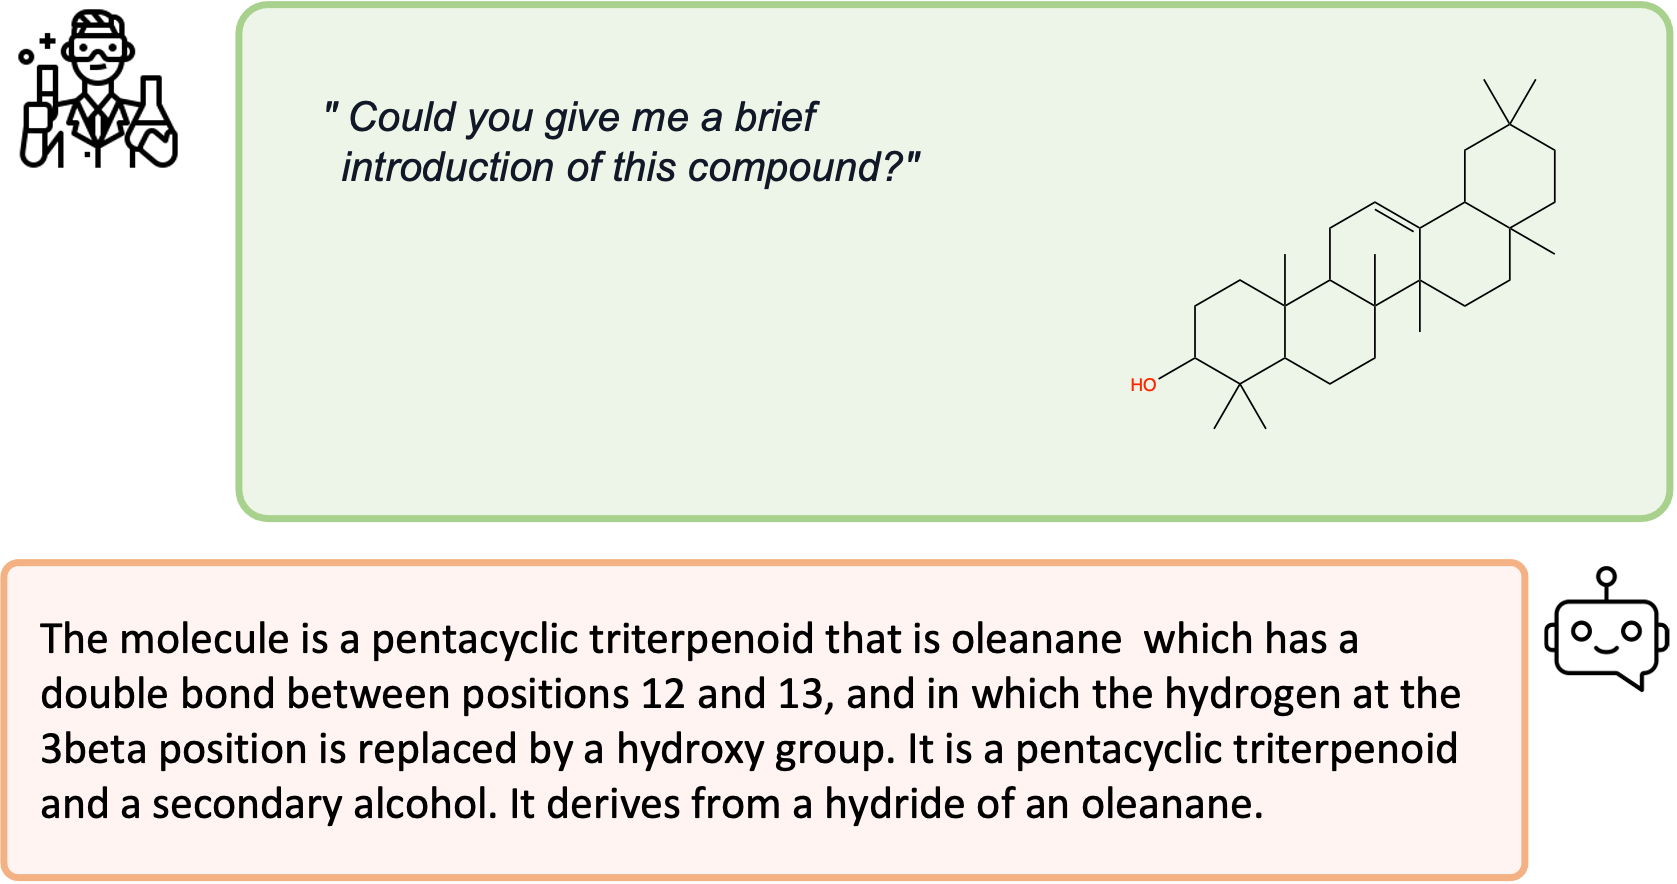 " Could you give me a brief
introduction of this compound?"
HO
The molecule is a pentacyclic triterpenoid that is oleanane  which has a
double bond between positions 12 and 13, and in which the hydrogen at the
3beta position is replaced by a hydroxy group. It is a pentacyclic triterpenoid
and a secondary alcohol. It derives from a hydride of an oleanane.